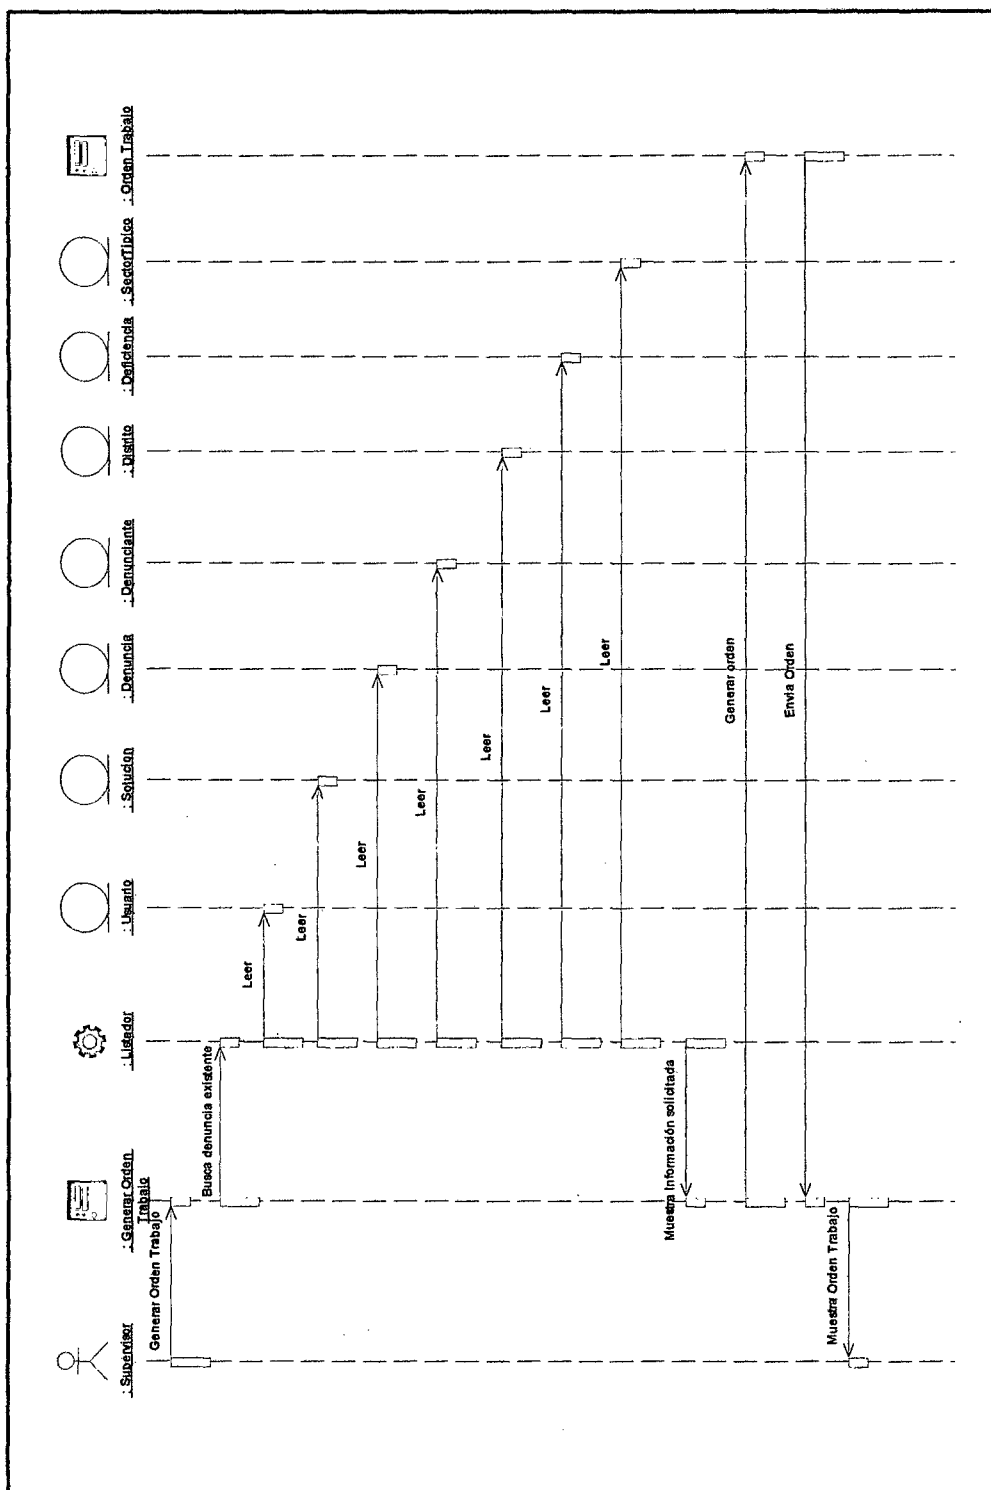 : Supervisor
: Generar Orden
Trabajo
: Listador
: Usuario
: Solucion
: Denuncia
: Denunciante
: Distrito
: Deficiencia
: SectorTipico
: Orden Trabajo
Generar Orden Trabajo
Busca denuncia existente
Leer
Leer
Leer
Leer
Leer
Leer
Leer
Muestra Información solicitada
Generar orden
Envia Orden
Muestra Orden Trabajo